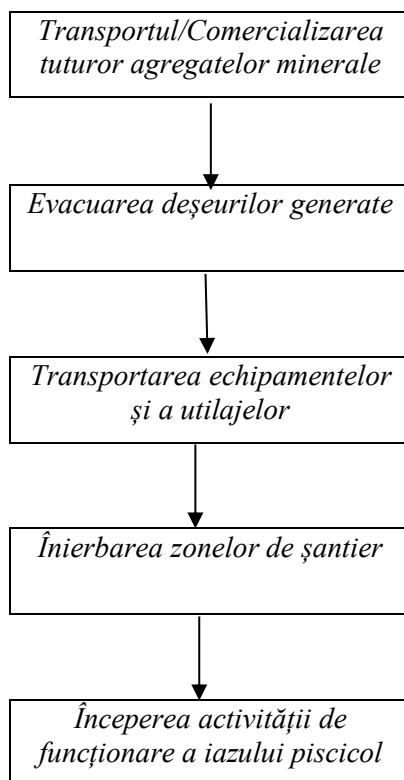 Transportul/Comercializarea
tuturor agregatelor minerale
Evacuarea deșeurilor generate
Transportarea echipamentelor
și a utilajelor
Înierbarea zonelor de șantier
Începerea activității de
funcționare a iazului piscicol